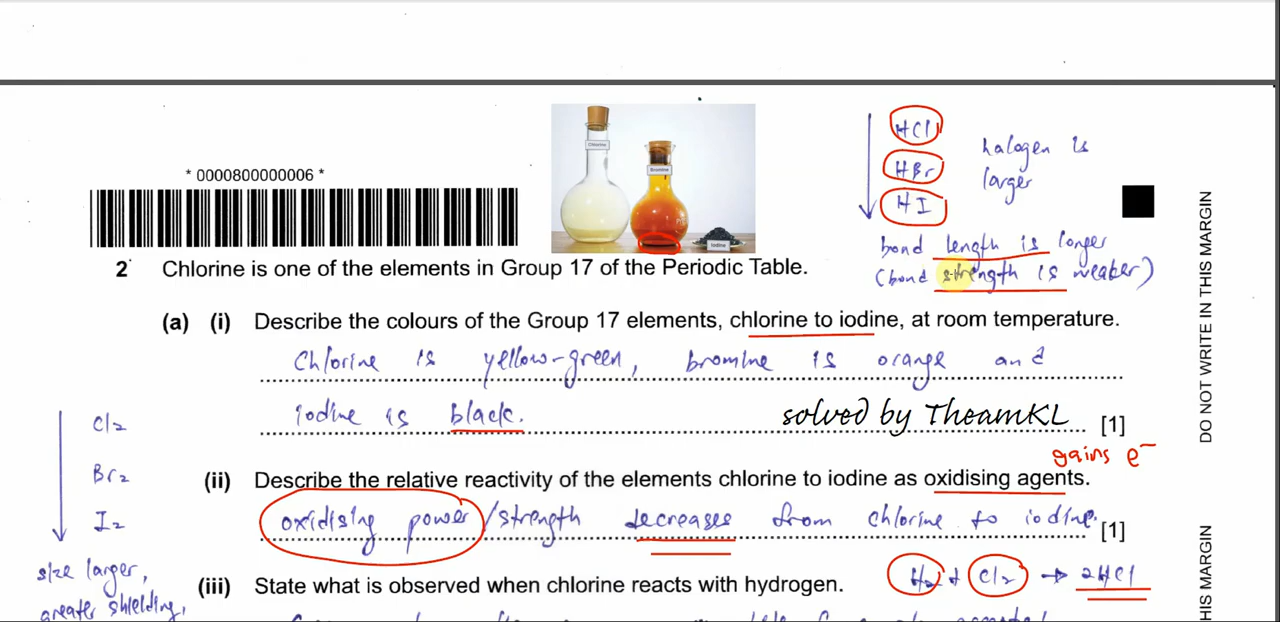 * 0000800000006 *
Chlorine
Bromine
Iodine
HCl
HBr
HI
halogen is
larger
bond length is longer
(bond strength is weaker)
2 Chlorine is one of the elements in Group 17 of the Periodic Table.
(a) (i) Describe the colours of the Group 17 elements, chlorine to iodine, at room temperature.
Chlorine is yellow-green, bromine is orange and
iodine is black.
solved by TheamKL [1]
gains e⁻
Cl₂
Br₂
I₂
(ii) Describe the relative reactivity of the elements chlorine to iodine as oxidising agents.
oxidising power/strength decreases from chlorine to iodine. [1]
size larger,
greater shielding,
(iii) State what is observed when chlorine reacts with hydrogen.
H₂ + Cl₂ → 2HCl
DO NOT WRITE IN THIS MARGIN
HIS MARGIN